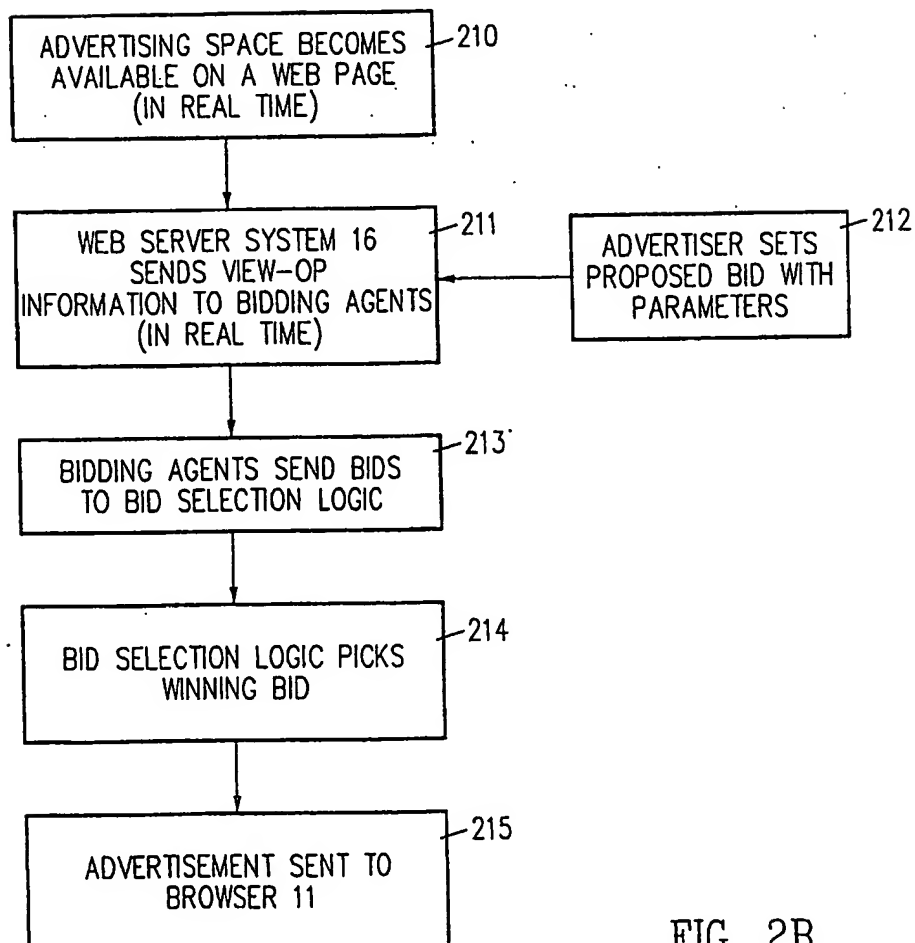 ADVERTISING SPACE BECOMES
AVAILABLE ON A WEB PAGE
(IN REAL TIME)
210
WEB SERVER SYSTEM 16
SENDS VIEW-OP
INFORMATION TO BIDDING AGENTS
(IN REAL TIME)
211
ADVERTISER SETS
PROPOSED BID WITH
PARAMETERS
212
BIDDING AGENTS SEND BIDS
TO BID SELECTION LOGIC
213
BID SELECTION LOGIC PICKS
WINNING BID
214
ADVERTISEMENT SENT TO
BROWSER 11
215
FIG. 2B